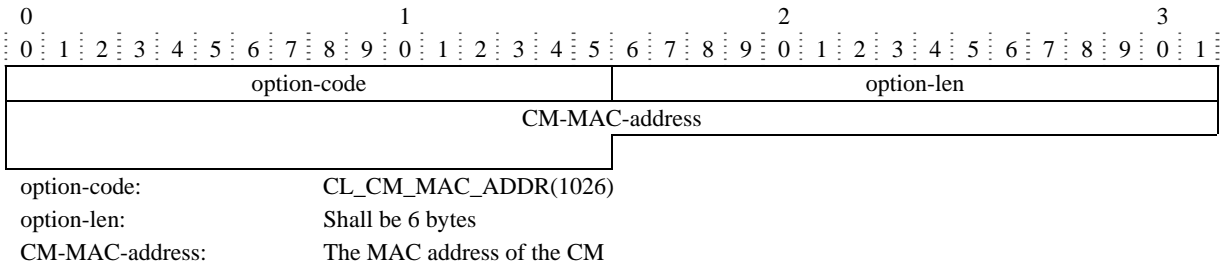 0 1 2 3
0 1 2 3 4 5 6 7 8 9 0 1 2 3 4 5 6 7 8 9 0 1 2 3 4 5 6 7 8 9 0 1
option-code option-len
CM-MAC-address
option-code: CL_CM_MAC_ADDR(1026)
option-len: Shall be 6 bytes
CM-MAC-address: The MAC address of the CM